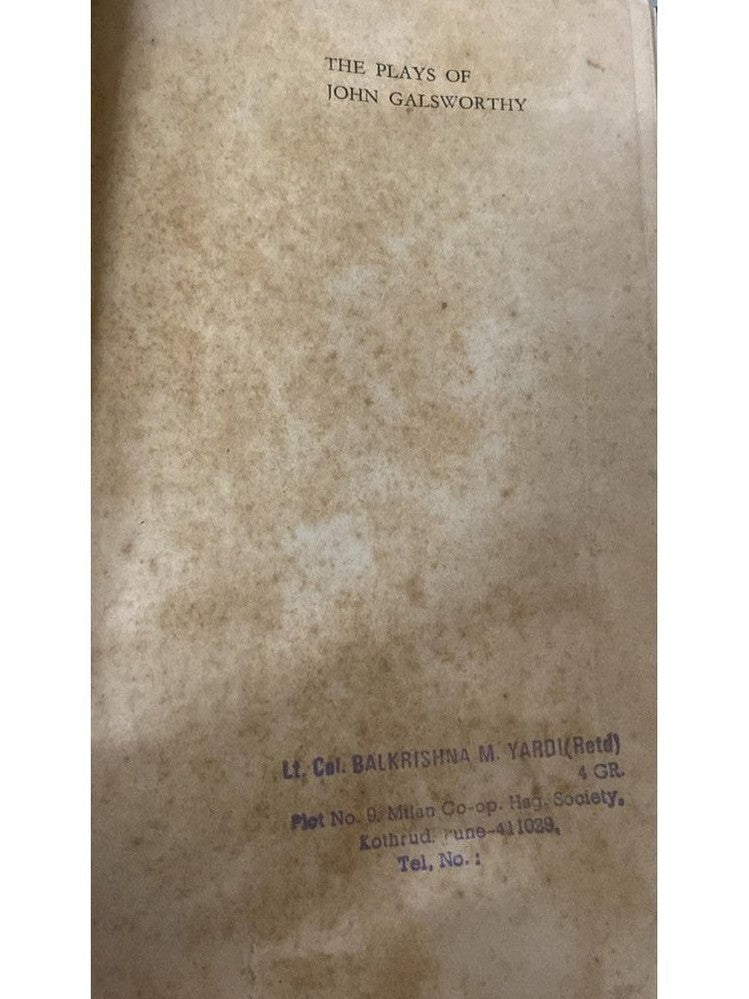 THE PLAYS OF
JOHN GALSWORTHY
Lt. Col. BALKRISHNA M. YARDI (Retd)
4 GR.
Plot No. 9, Milan Co-op. Hsg. Society,
Kothrud. Pune-411029,
Tel, No. :